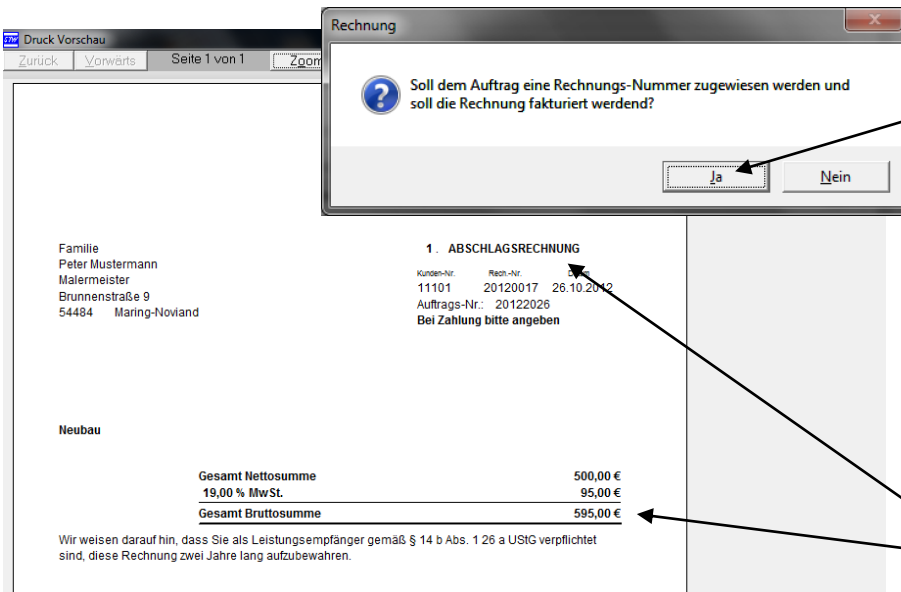 Rechnung
Soll dem Auftrag eine Rechnungs-Nummer zugewiesen werden und
soll die Rechnung fakturiert werdend?
Ja Nein
STW Druck Vorschau
Zurück Vorwärts Seite 1 von 1 Zoom
Familie
Peter Mustermann
Malermeister
Brunnenstraße 9
54484 Maring-Noviand
1. ABSCHLAGSRECHNUNG
Kunden-Nr. Rech.-Nr. Datum
11101 20120017 26.10.2012
Auftrags-Nr.: 20122026
Bei Zahlung bitte angeben
Neubau
Gesamt Nettosumme 500,00 €
19,00 % MwSt. 95,00 €
Gesamt Bruttosumme 595,00 €
Wir weisen darauf hin, dass Sie als Leistungsempfänger gemäß § 14 b Abs. 1 26 a UStG verpflichtet
sind, diese Rechnung zwei Jahre lang aufzubewahren.